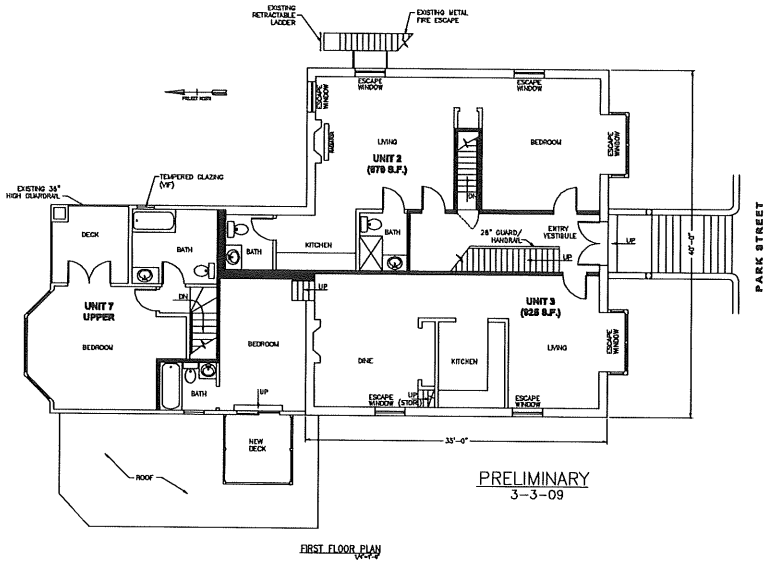 EXISTING
RETRACTABLE
LADDER
EXISTING METAL
FIRE ESCAPE
ESCAPE
WINDOW
ESCAPE
WINDOW
ESCAPE
WINDOW
PROJECT NORTH
LIVING
UNIT 2
BEDROOM
ESCAPE
WINDOW
TEMPERED GLAZING
(VIF)
EXISTING 36"
HIGH GUARDRAIL
DN
DECK
BATH
BATH
KITCHEN
BATH
28" GUARD/
HANDRAIL
ENTRY
VESTIBULE
UP
UP
40'-0"
PARK STREET
UNIT 7
UPPER
DN
BEDROOM
UP
BEDROOM
UNIT 3
(925 S.F.)
DINE
KITCHEN
LIVING
ESCAPE
WINDOW
BATH
UP
ESCAPE
WINDOW
UP
(STOR)
ESCAPE
WINDOW
NEW
DECK
33'-0"
ROOF
PRELIMINARY
3-3-09
FIRST FLOOR PLAN